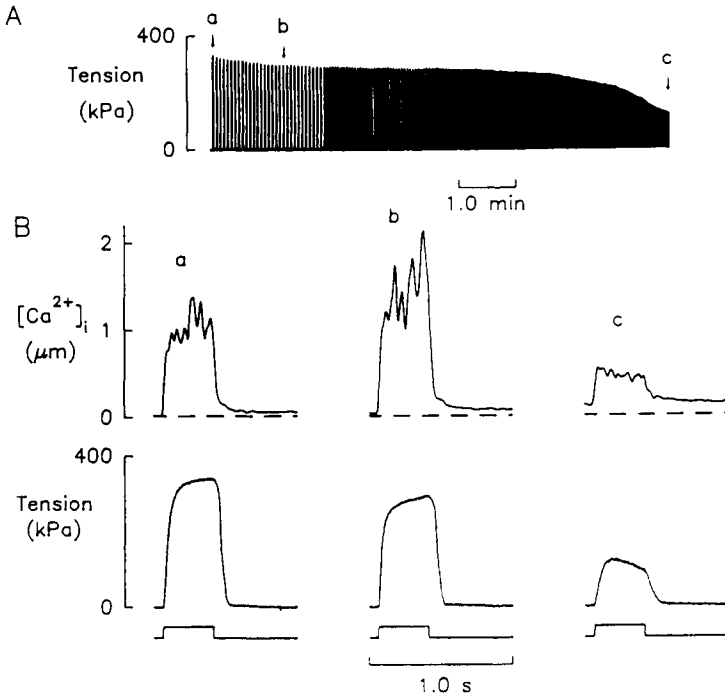 A
a
b
400
c
Tension
(kPa)
0
1.0 min
B
b
2
a
[Ca2+]i
1
c
(μm)
0
400
Tension
(kPa)
0
1.0 s